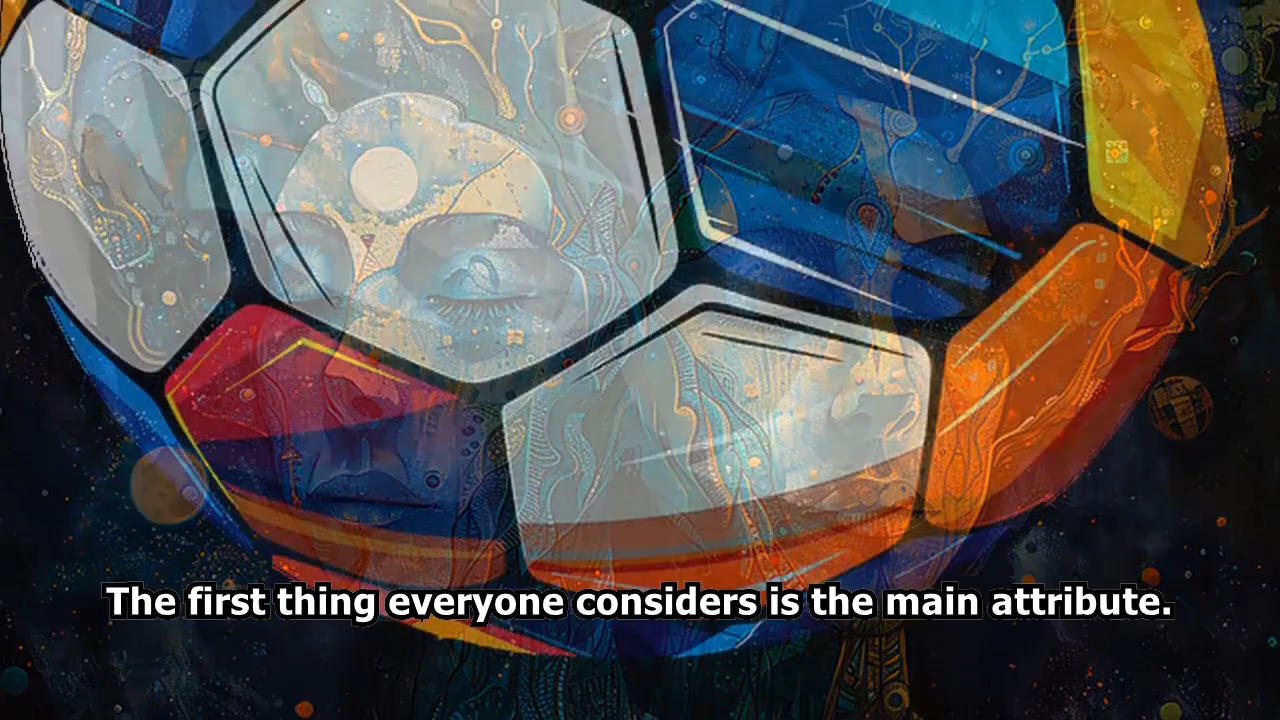 The first thing everyone considers is the main attribute.